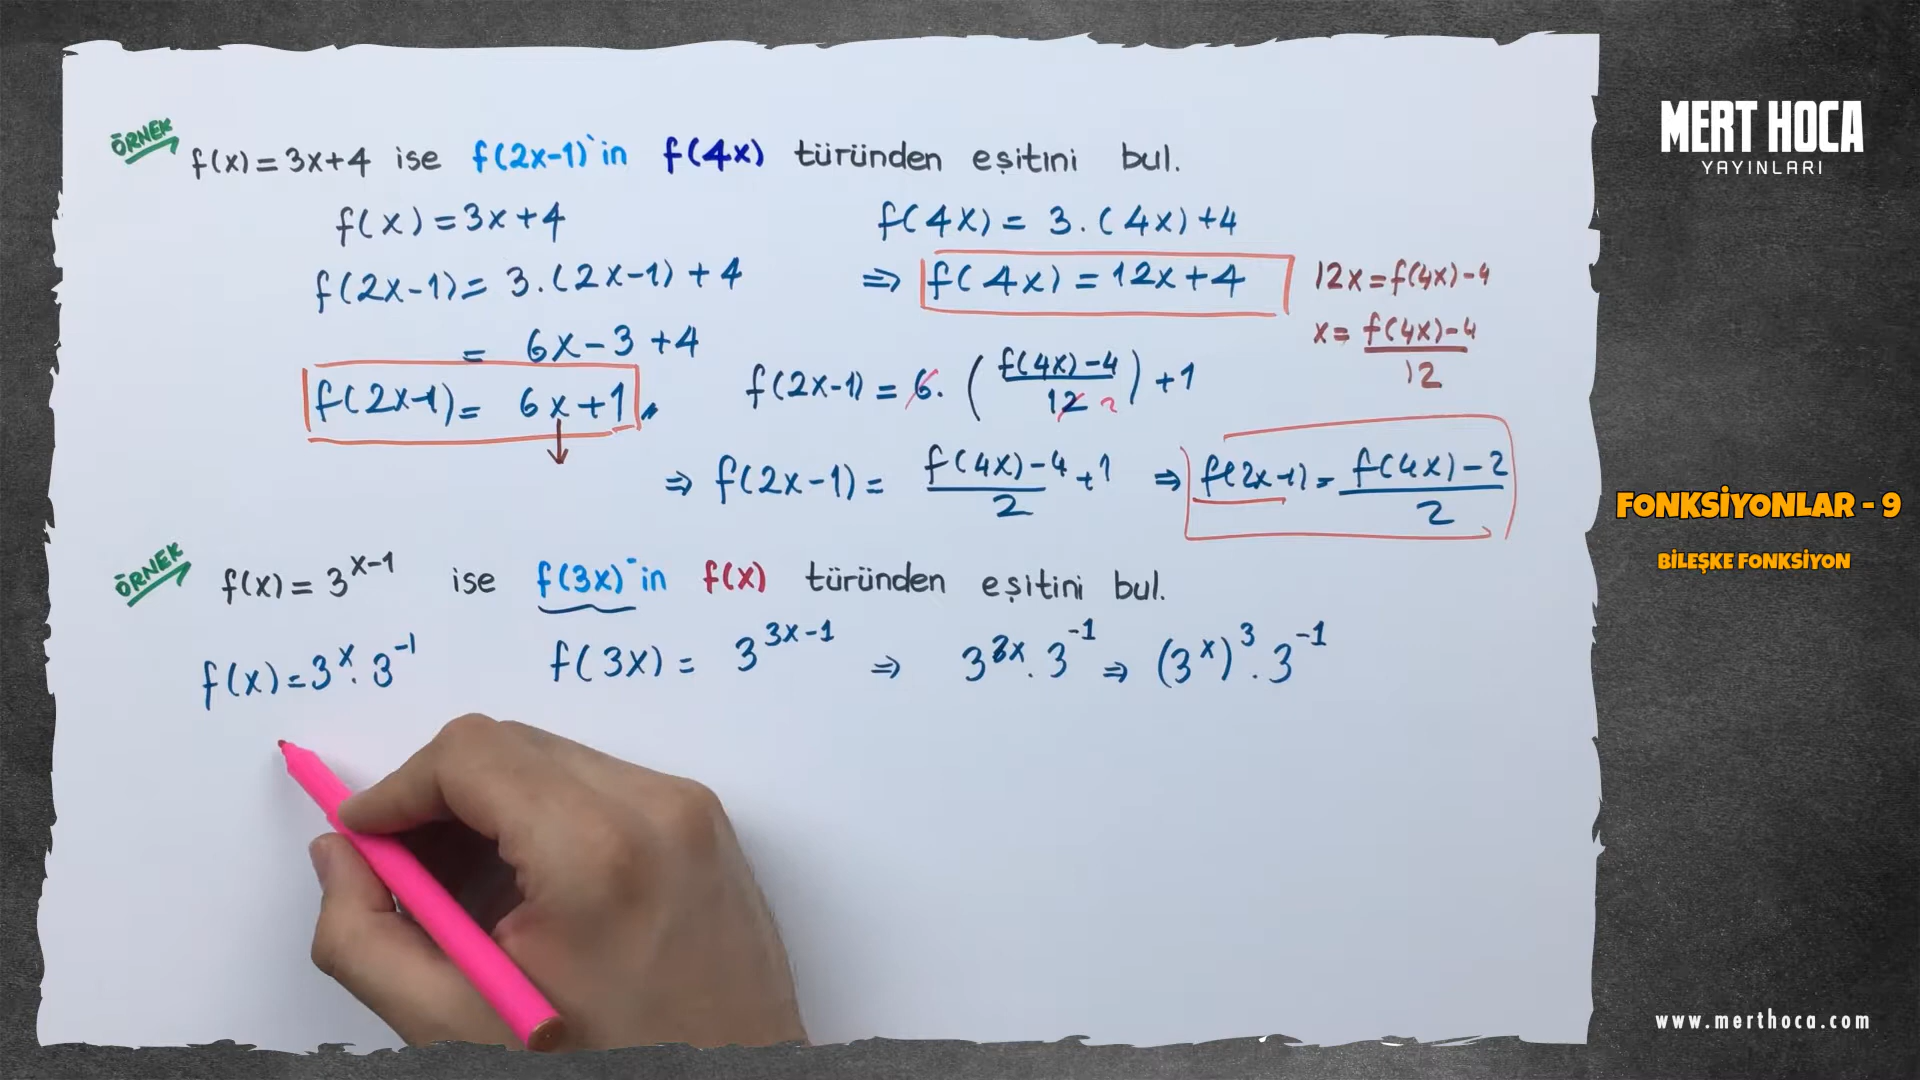 ÖRNEK
f(x) = 3x+4 ise f(2x-1)'in f(4x) türünden eşitini bul.
f(x) = 3x+4
f(2x-1) = 3.(2x-1) + 4
= 6x-3+4
f(2x-1) = 6x+1
f(4x) = 3.(4x)+4
⇒ f(4x) = 12x+4
12x = f(4x)-4
x = f(4x)-4 / 12
f(2x-1) = 6. ( f(4x)-4 / 12 2 ) + 1
⇒ f(2x-1) = f(4x)-4 / 2 + 1 ⇒ f(2x-1) = f(4x)-2 / 2
ÖRNEK
f(x) = 3^{x-1} ise f(3x)'in f(x) türünden eşitini bul.
f(x) = 3^x . 3^{-1}
f(3x) = 3^{3x-1} ⇒ 3^{3x} . 3^{-1} ⇒ (3^x)^3 . 3^{-1}
MERT HOCA
YAYINLARI
FONKSİYONLAR - 9
BİLEŞKE FONKSİYON
www.merthoca.com